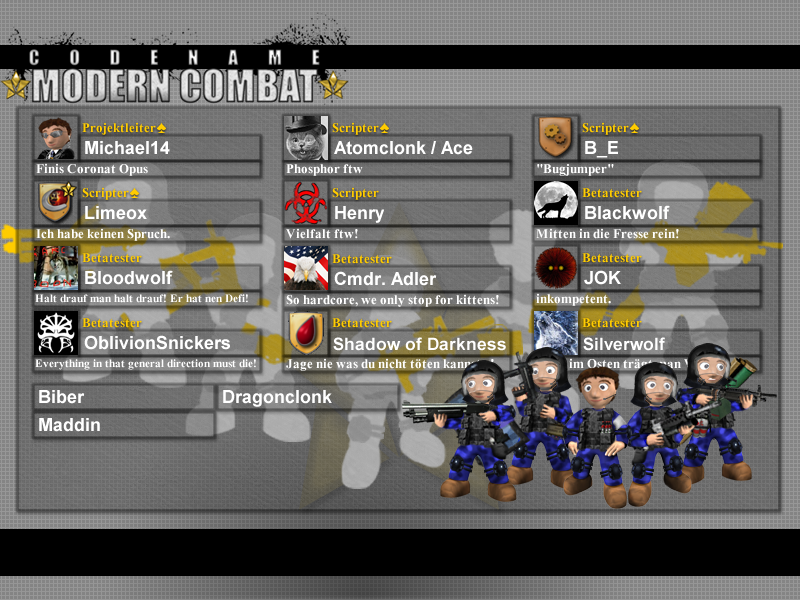 CODENAME
MODERN COMBAT
Projektleiter♠
Michael14
Finis Coronat Opus
Scripter♠
Atomclonk / Ace
Phosphor ftw
Scripter♠
B_E
"Bugjumper"
Scripter♠
Limeox
Ich habe keinen Spruch.
Scripter
Henry
Vielfalt ftw!
Betatester
Blackwolf
Mitten in die Fresse rein!
Betatester
Bloodwolf
Halt drauf man halt drauf! Er hat nen Defi!
Betatester
Cmdr. Adler
So hardcore, we only stop for kittens!
Betatester
JOK
inkompetent.
Betatester
OblivionSnickers
Everything in that general direction must die!
Betatester
Shadow of Darkness
Jage nie was du nicht töten
Betatester
Silverwolf
im Osten trägt man
Biber
Dragonclonk
Maddin